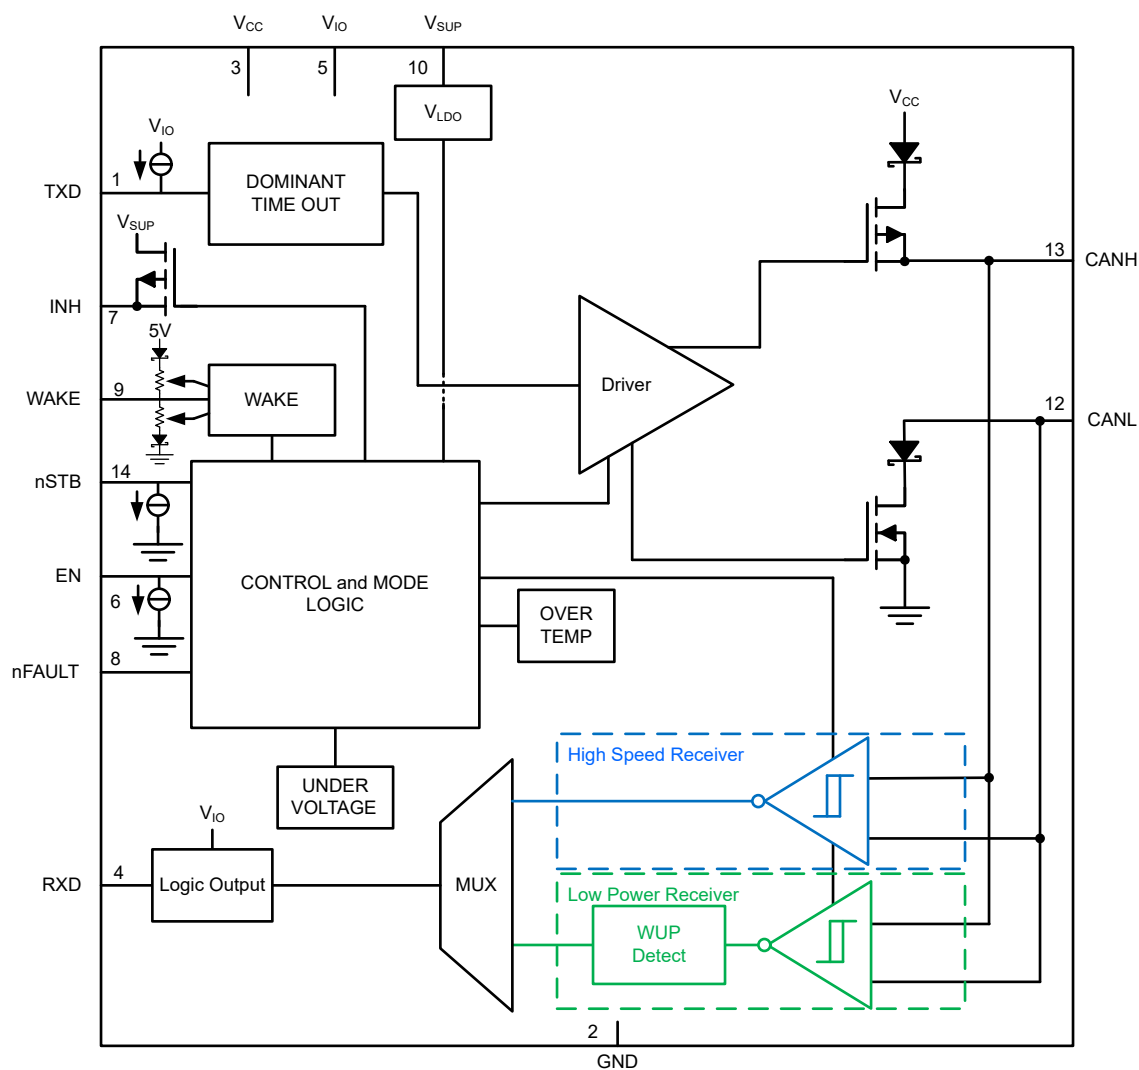 VCC
VIO
VSUP
3
5
10
VLDO
VCC
VIO
TXD
1
DOMINANT
TIME OUT
VSUP
13
CANH
INH
7
5V
Driver
WAKE
9
WAKE
12
CANL
nSTB
14
EN
6
CONTROL and MODE
LOGIC
OVER
TEMP
nFAULT
8
High Speed Receiver
UNDER
VOLTAGE
VIO
RXD
4
Logic Output
MUX
Low Power Receiver
WUP
Detect
2
GND